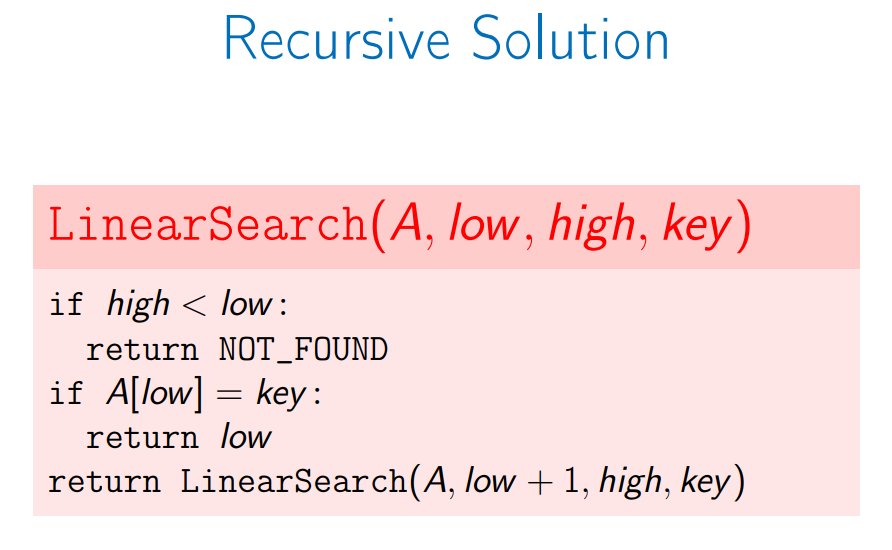 Recursive Solution
LinearSearch(A, low, high, key)
if high < low:
return NOT_FOUND
if A[low] = key:
return low
return LinearSearch(A, low + 1, high, key)